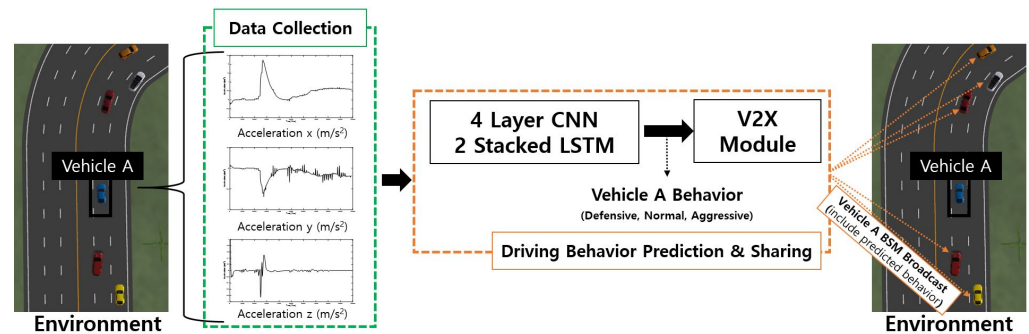 Data Collection
Vehicle A
Environment
Acceleration x (m/s²)
Acceleration y (m/s²)
Acceleration z (m/s²)
4 Layer CNN
2 Stacked LSTM
V2X
Module
Vehicle A Behavior
(Defensive, Normal, Aggressive)
Driving Behavior Prediction & Sharing
Vehicle A
Vehicle A BSM Broadcast
(include predicted behavior)
Environment